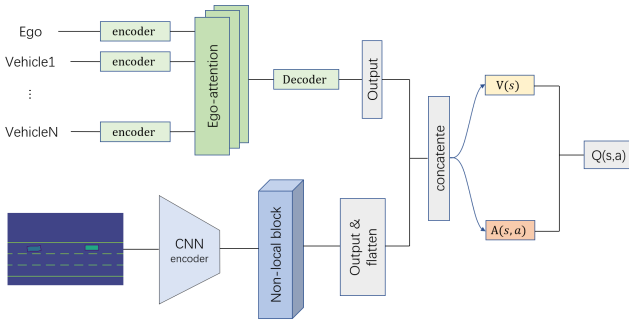 Ego
encoder
Vehicle1
encoder
⋮
VehicleN
encoder
Ego-attention
Decoder
Output
CNN
encoder
Non-local block
Output &
flatten
concatente
V(s)
A(s, a)
Q(s,a)